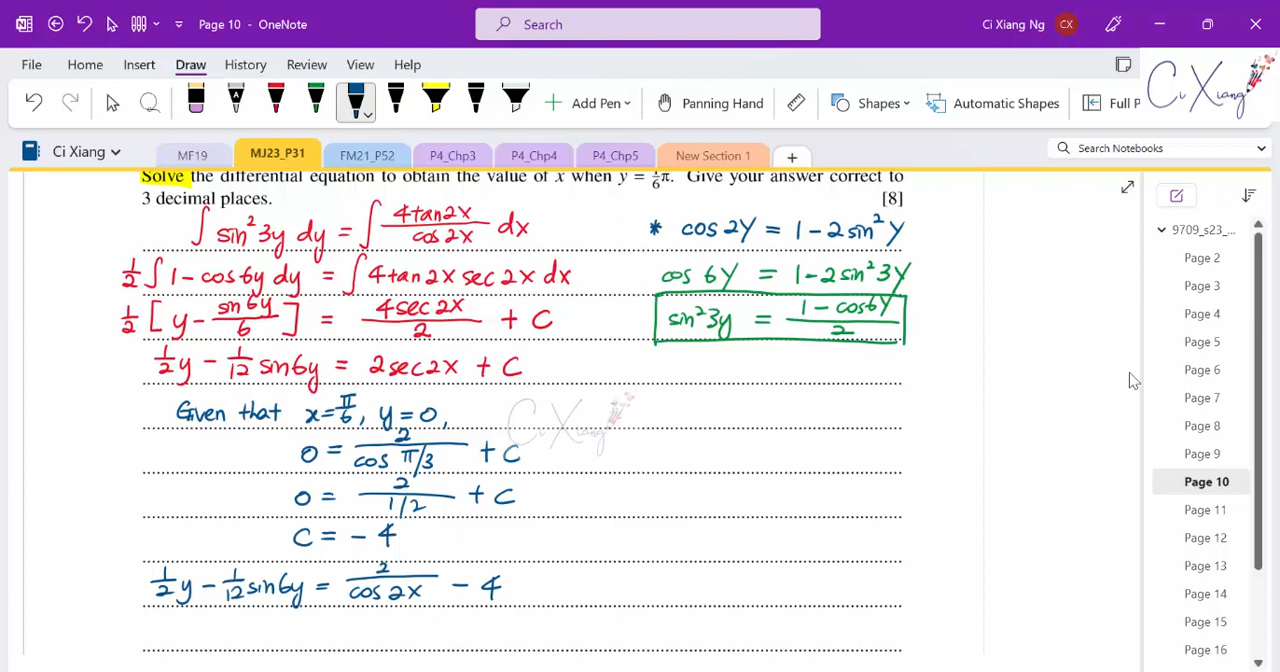 Page 10 - OneNote
Search
Ci Xiang Ng
CX
File Home Insert Draw History Review View Help
Add Pen
Panning Hand
Shapes
Automatic Shapes
Full P
Ci Xiang
Ci Xiang
MF19
MJ23_P31
FM21_P52
P4_Chp3
P4_Chp4
P4_Chp5
New Section 1
+
Search Notebooks
Solve the differential equation to obtain the value of x when y = 1/6 π. Give your answer correct to
3 decimal places. [8]
∫ sin²3y dy = ∫ 4tan2x/cos2x dx
* cos 2Y = 1 - 2sin²Y
1/2 ∫ 1 - cos6y dy = ∫ 4tan2x sec2x dx
cos 6Y = 1 - 2sin²3Y
1/2 [ y - sin6y/6 ] = 4sec2x/2 + C
sin²3y = 1 - cos6Y/2
1/2 y - 1/12 sin6y = 2sec2x + C
Given that x = π/6, y = 0,
Ci Xiang
0 = 2/cos π/3 + C
0 = 2/1/2 + C
C = - 4
1/2 y - 1/12 sin6y = 2/cos2x - 4
9709_s23_...
Page 2
Page 3
Page 4
Page 5
Page 6
Page 7
Page 8
Page 9
Page 10
Page 11
Page 12
Page 13
Page 14
Page 15
Page 16